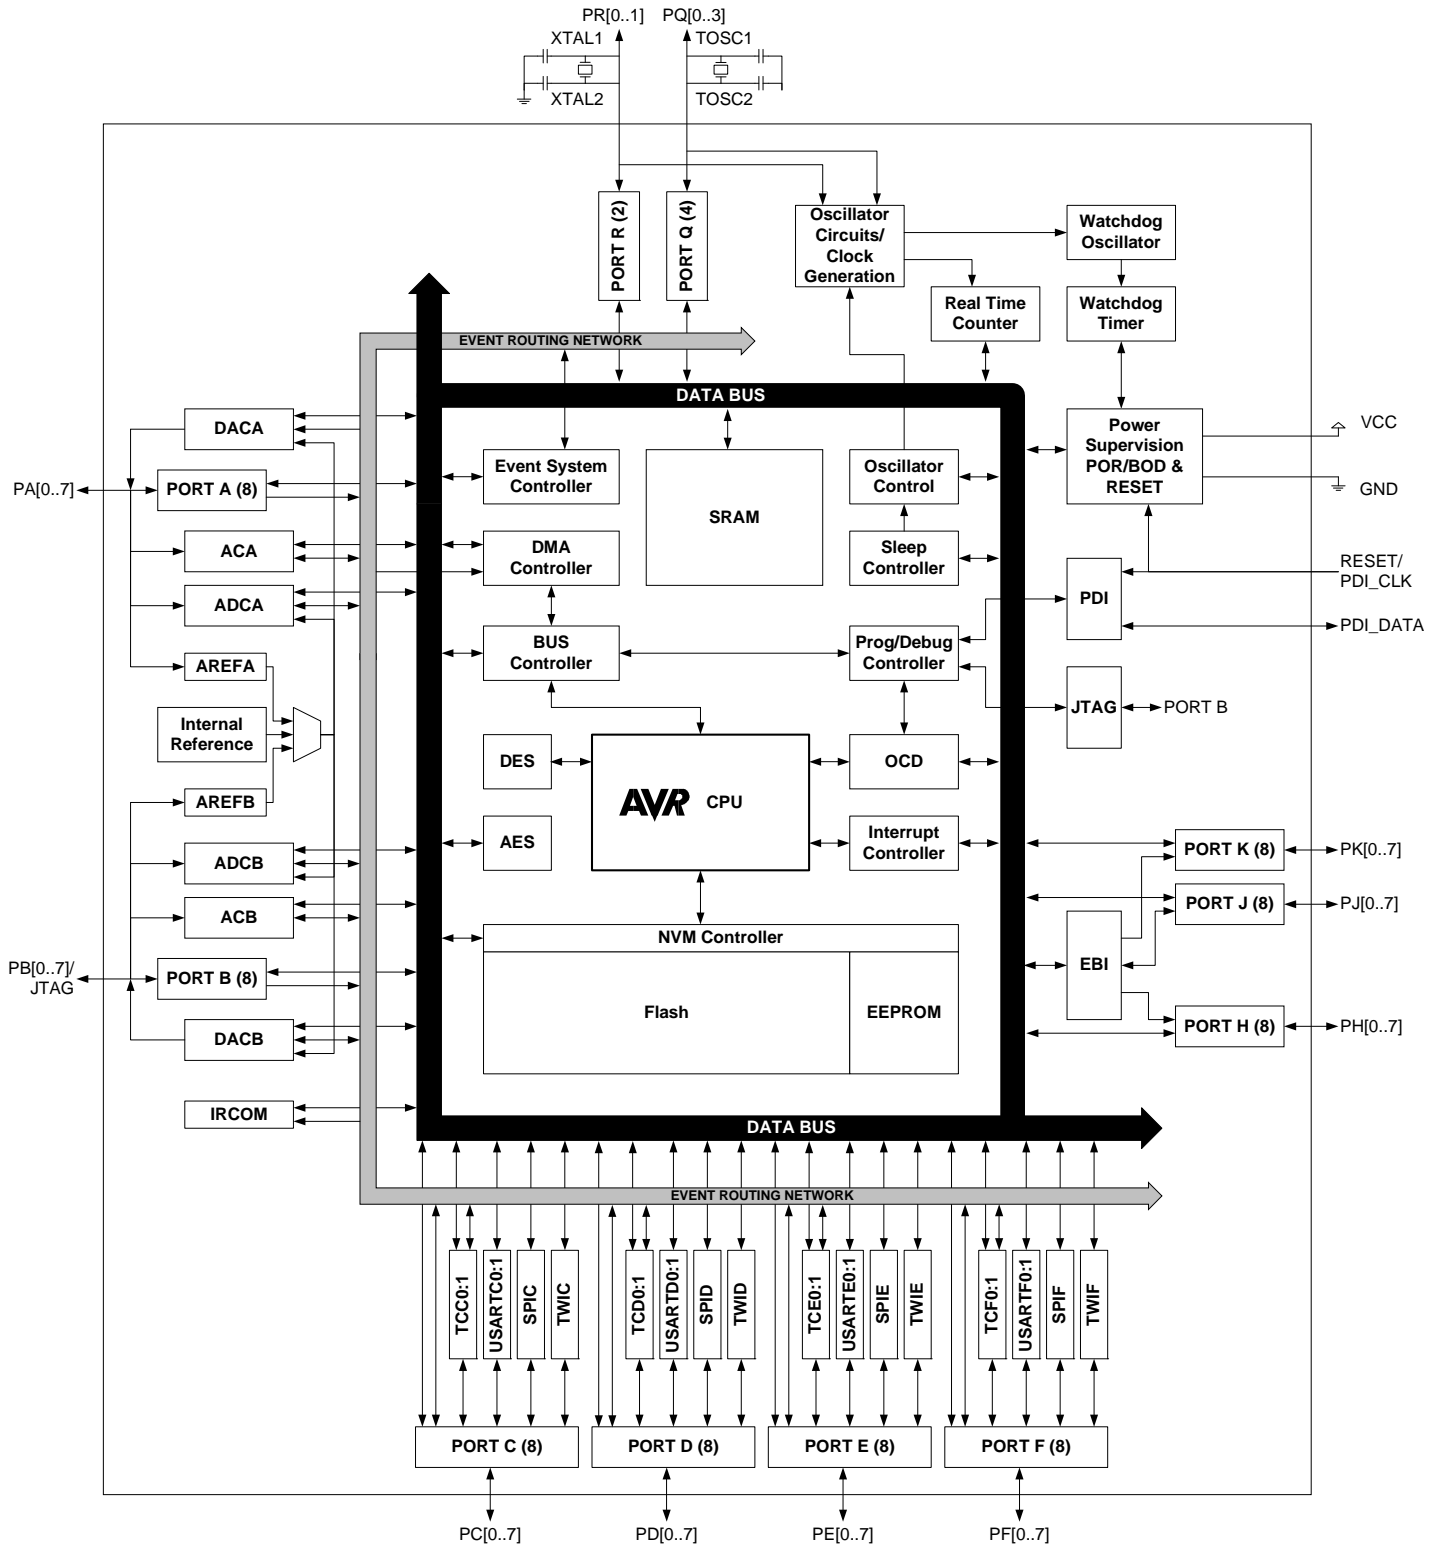 PR[0..1]
PQ[0..3]
XTAL1
TOSC1
XTAL2
TOSC2
PORT R (2)
PORT Q (4)
Oscillator
Circuits/
Clock
Generation
Watchdog
Oscillator
Real Time
Counter
Watchdog
Timer
EVENT ROUTING NETWORK
DATA BUS
DACA
PA[0..7]
PORT A (8)
ACA
ADCA
AREFA
Internal
Reference
AREFB
ADCB
ACB
PB[0..7]/
JTAG
PORT B (8)
DACB
IRCOM
Event System
Controller
SRAM
Oscillator
Control
DMA
Controller
Sleep
Controller
BUS
Controller
Prog/Debug
Controller
DES
AVR
CPU
OCD
AES
Interrupt
Controller
NVM Controller
Flash
EEPROM
Power
Supervision
POR/BOD &
RESET
VCC
GND
RESET/
PDI_CLK
PDI
PDI_DATA
JTAG
PORT B
PORT K (8)
PK[0..7]
PORT J (8)
PJ[0..7]
EBI
PORT H (8)
PH[0..7]
DATA BUS
EVENT ROUTING NETWORK
TCC0:1
USARTC0:1
SPIC
TWIC
TCD0:1
USARTD0:1
SPID
TWID
TCE0:1
USARTE0:1
SPIE
TWIE
TCF0:1
USARTF0:1
SPIF
TWIF
PORT C (8)
PORT D (8)
PORT E (8)
PORT F (8)
PC[0..7]
PD[0..7]
PE[0..7]
PF[0..7]